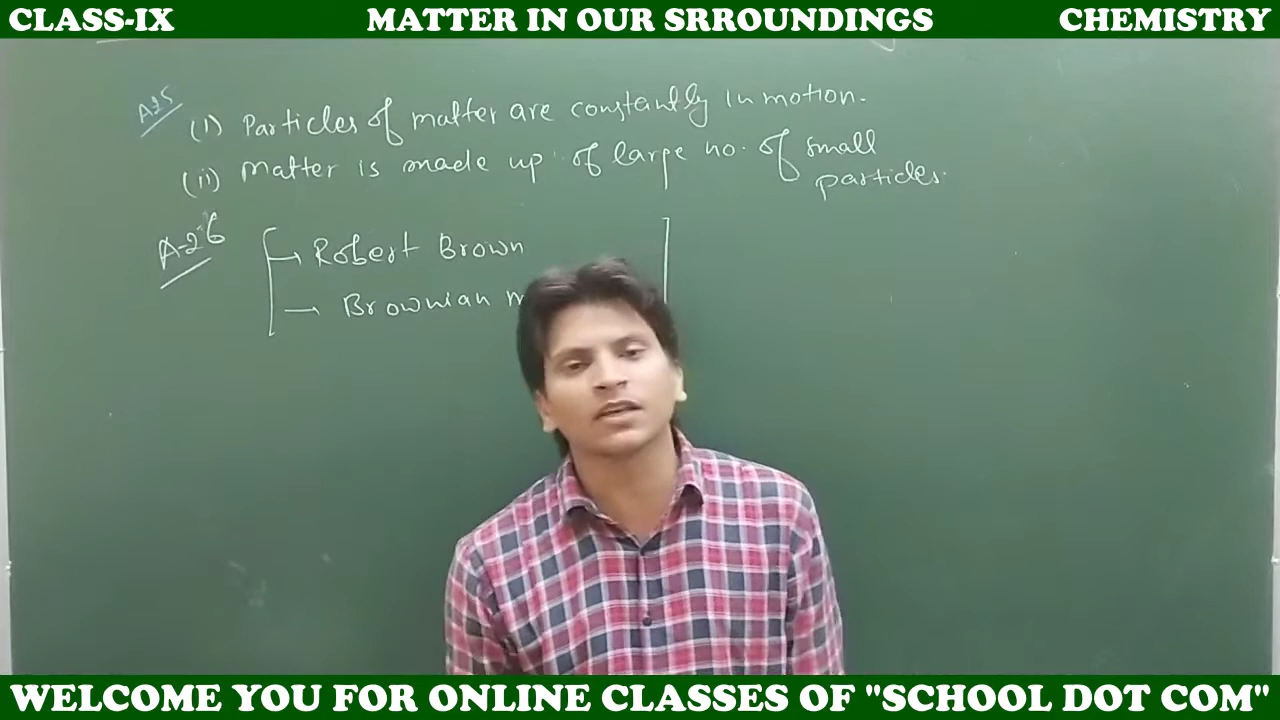 CLASS-IX MATTER IN OUR SRROUNDINGS CHEMISTRY
A25 (i) Particles of matter are constantly in motion.
(ii) Matter is made up of large no. of small
particles.
A-26 → Robert Brown
→ Brownian m
WELCOME YOU FOR ONLINE CLASSES OF "SCHOOL DOT COM"